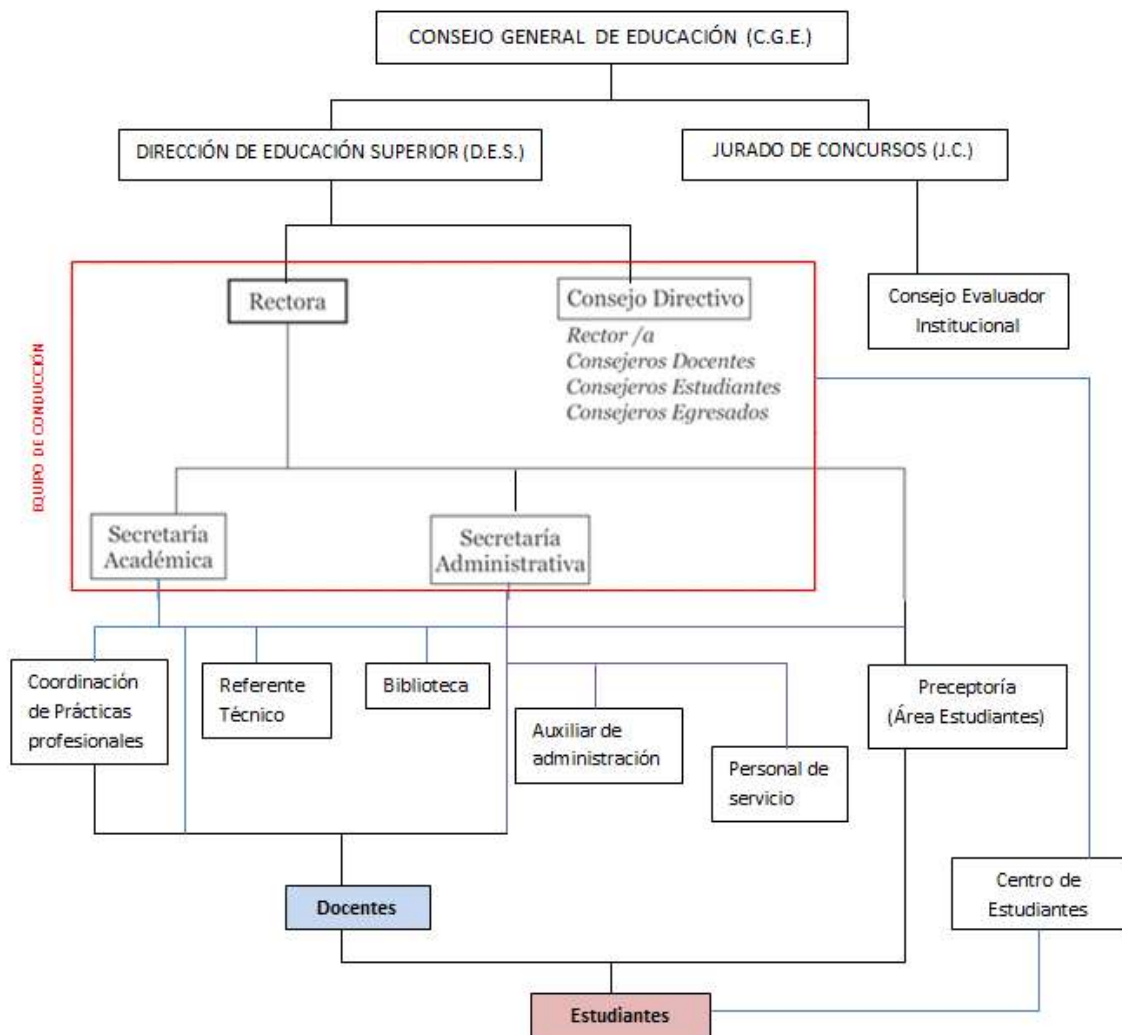 CONSEJO GENERAL DE EDUCACIÓN (C.G.E.)
DIRECCIÓN DE EDUCACIÓN SUPERIOR (D.E.S.)
JURADO DE CONCURSOS (J.C.)
EQUIPO DE CONDUCCIÓN
Rectora
Consejo Directivo
Rector /a
Consejeros Docentes
Consejeros Estudiantes
Consejeros Egresados
Consejo Evaluador
Institucional
Secretaría
Académica
Secretaría
Administrativa
Coordinación
de Prácticas
profesionales
Referente
Técnico
Biblioteca
Auxiliar de
administración
Personal de
servicio
Preceptoría
(Área Estudiantes)
Docentes
Centro de
Estudiantes
Estudiantes